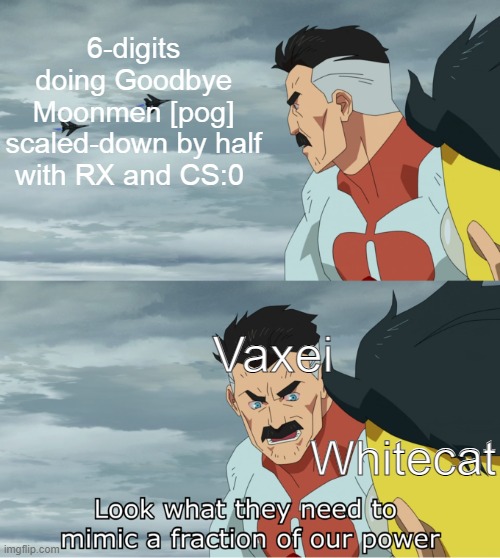 6-digits
doing Goodbye
Moonmen [pog]
scaled-down by half
with RX and CS:0
Vaxei
Whitecat
Look what they need to
mimic a fraction of our power
imgflip.com